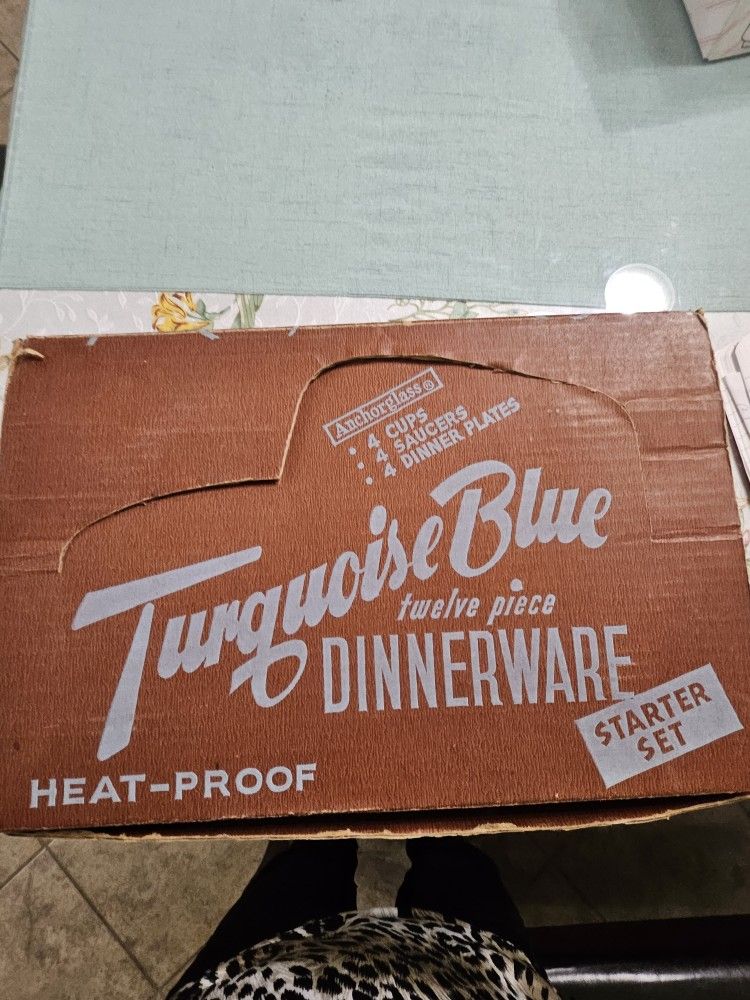 Anchorglass®
• 4 CUPS
• 4 SAUCERS
• 4 DINNER PLATES
Turquoise Blue
twelve piece
DINNERWARE
STARTER
SET
HEAT-PROOF